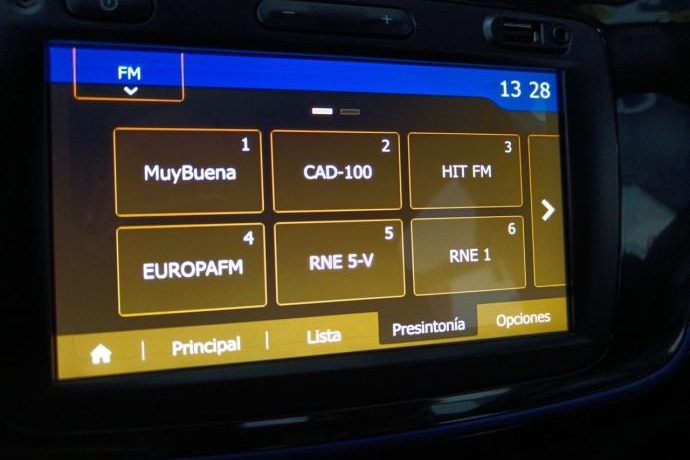 FM
13 28
1
MuyBuena
2
CAD-100
3
HIT FM
4
EUROPAFM
5
RNE 5-V
6
RNE 1
Principal
Lista
Presintonía
Opciones